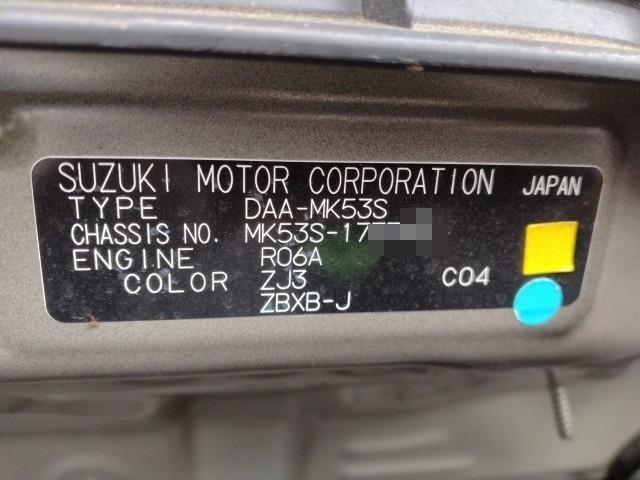 SUZUKI MOTOR CORPORATION JAPAN
TYPE DAA-MK53S
CHASSIS NO. MK53S-17
ENGINE R06A
COLOR ZJ3 C04
ZBXB-J